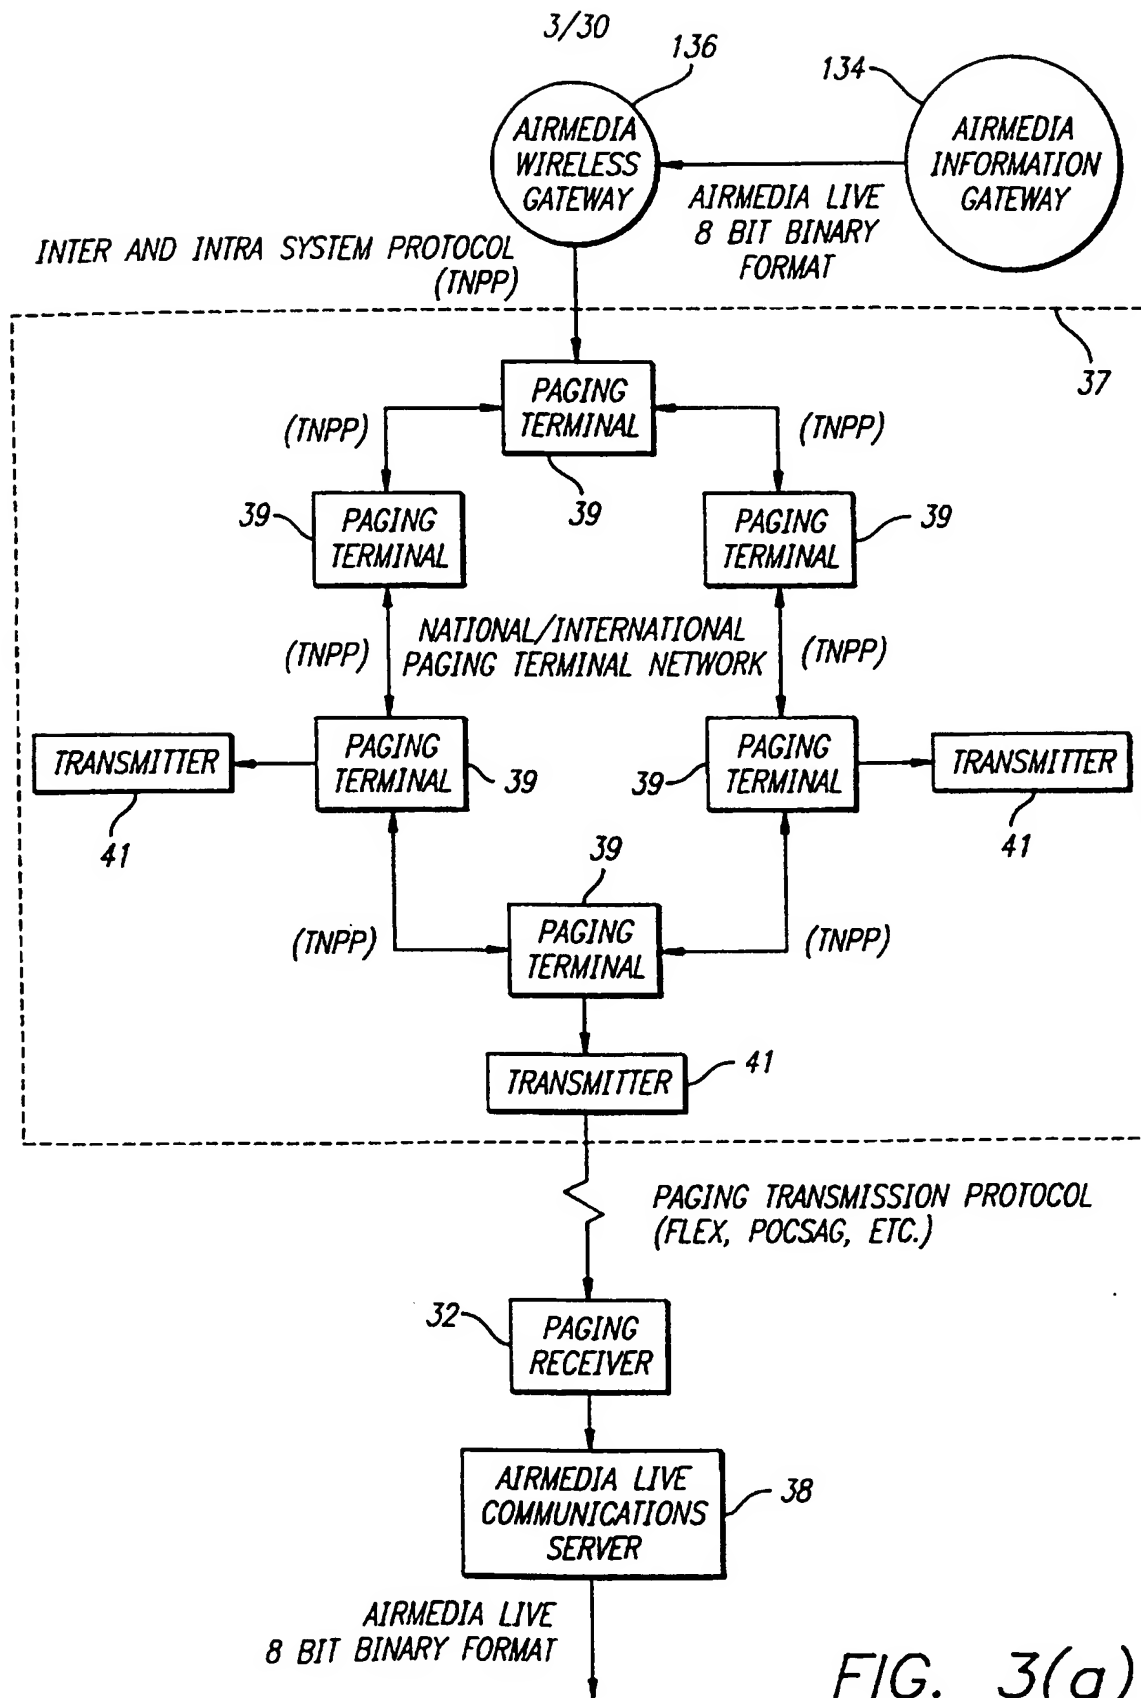 3/30
136
134
AIRMEDIA
WIRELESS
GATEWAY
AIRMEDIA
INFORMATION
GATEWAY
AIRMEDIA LIVE
8 BIT BINARY
FORMAT
INTER AND INTRA SYSTEM PROTOCOL
(TNPP)
37
PAGING
TERMINAL
39
(TNPP)
(TNPP)
39
PAGING
TERMINAL
PAGING
TERMINAL
39
NATIONAL/INTERNATIONAL
PAGING TERMINAL NETWORK
(TNPP)
(TNPP)
TRANSMITTER
41
PAGING
TERMINAL
39
39
PAGING
TERMINAL
TRANSMITTER
41
39
(TNPP)
PAGING
TERMINAL
(TNPP)
TRANSMITTER
41
PAGING TRANSMISSION PROTOCOL
(FLEX, POCSAG, ETC.)
32
PAGING
RECEIVER
AIRMEDIA LIVE
COMMUNICATIONS
SERVER
38
AIRMEDIA LIVE
8 BIT BINARY FORMAT
FIG. 3(a)